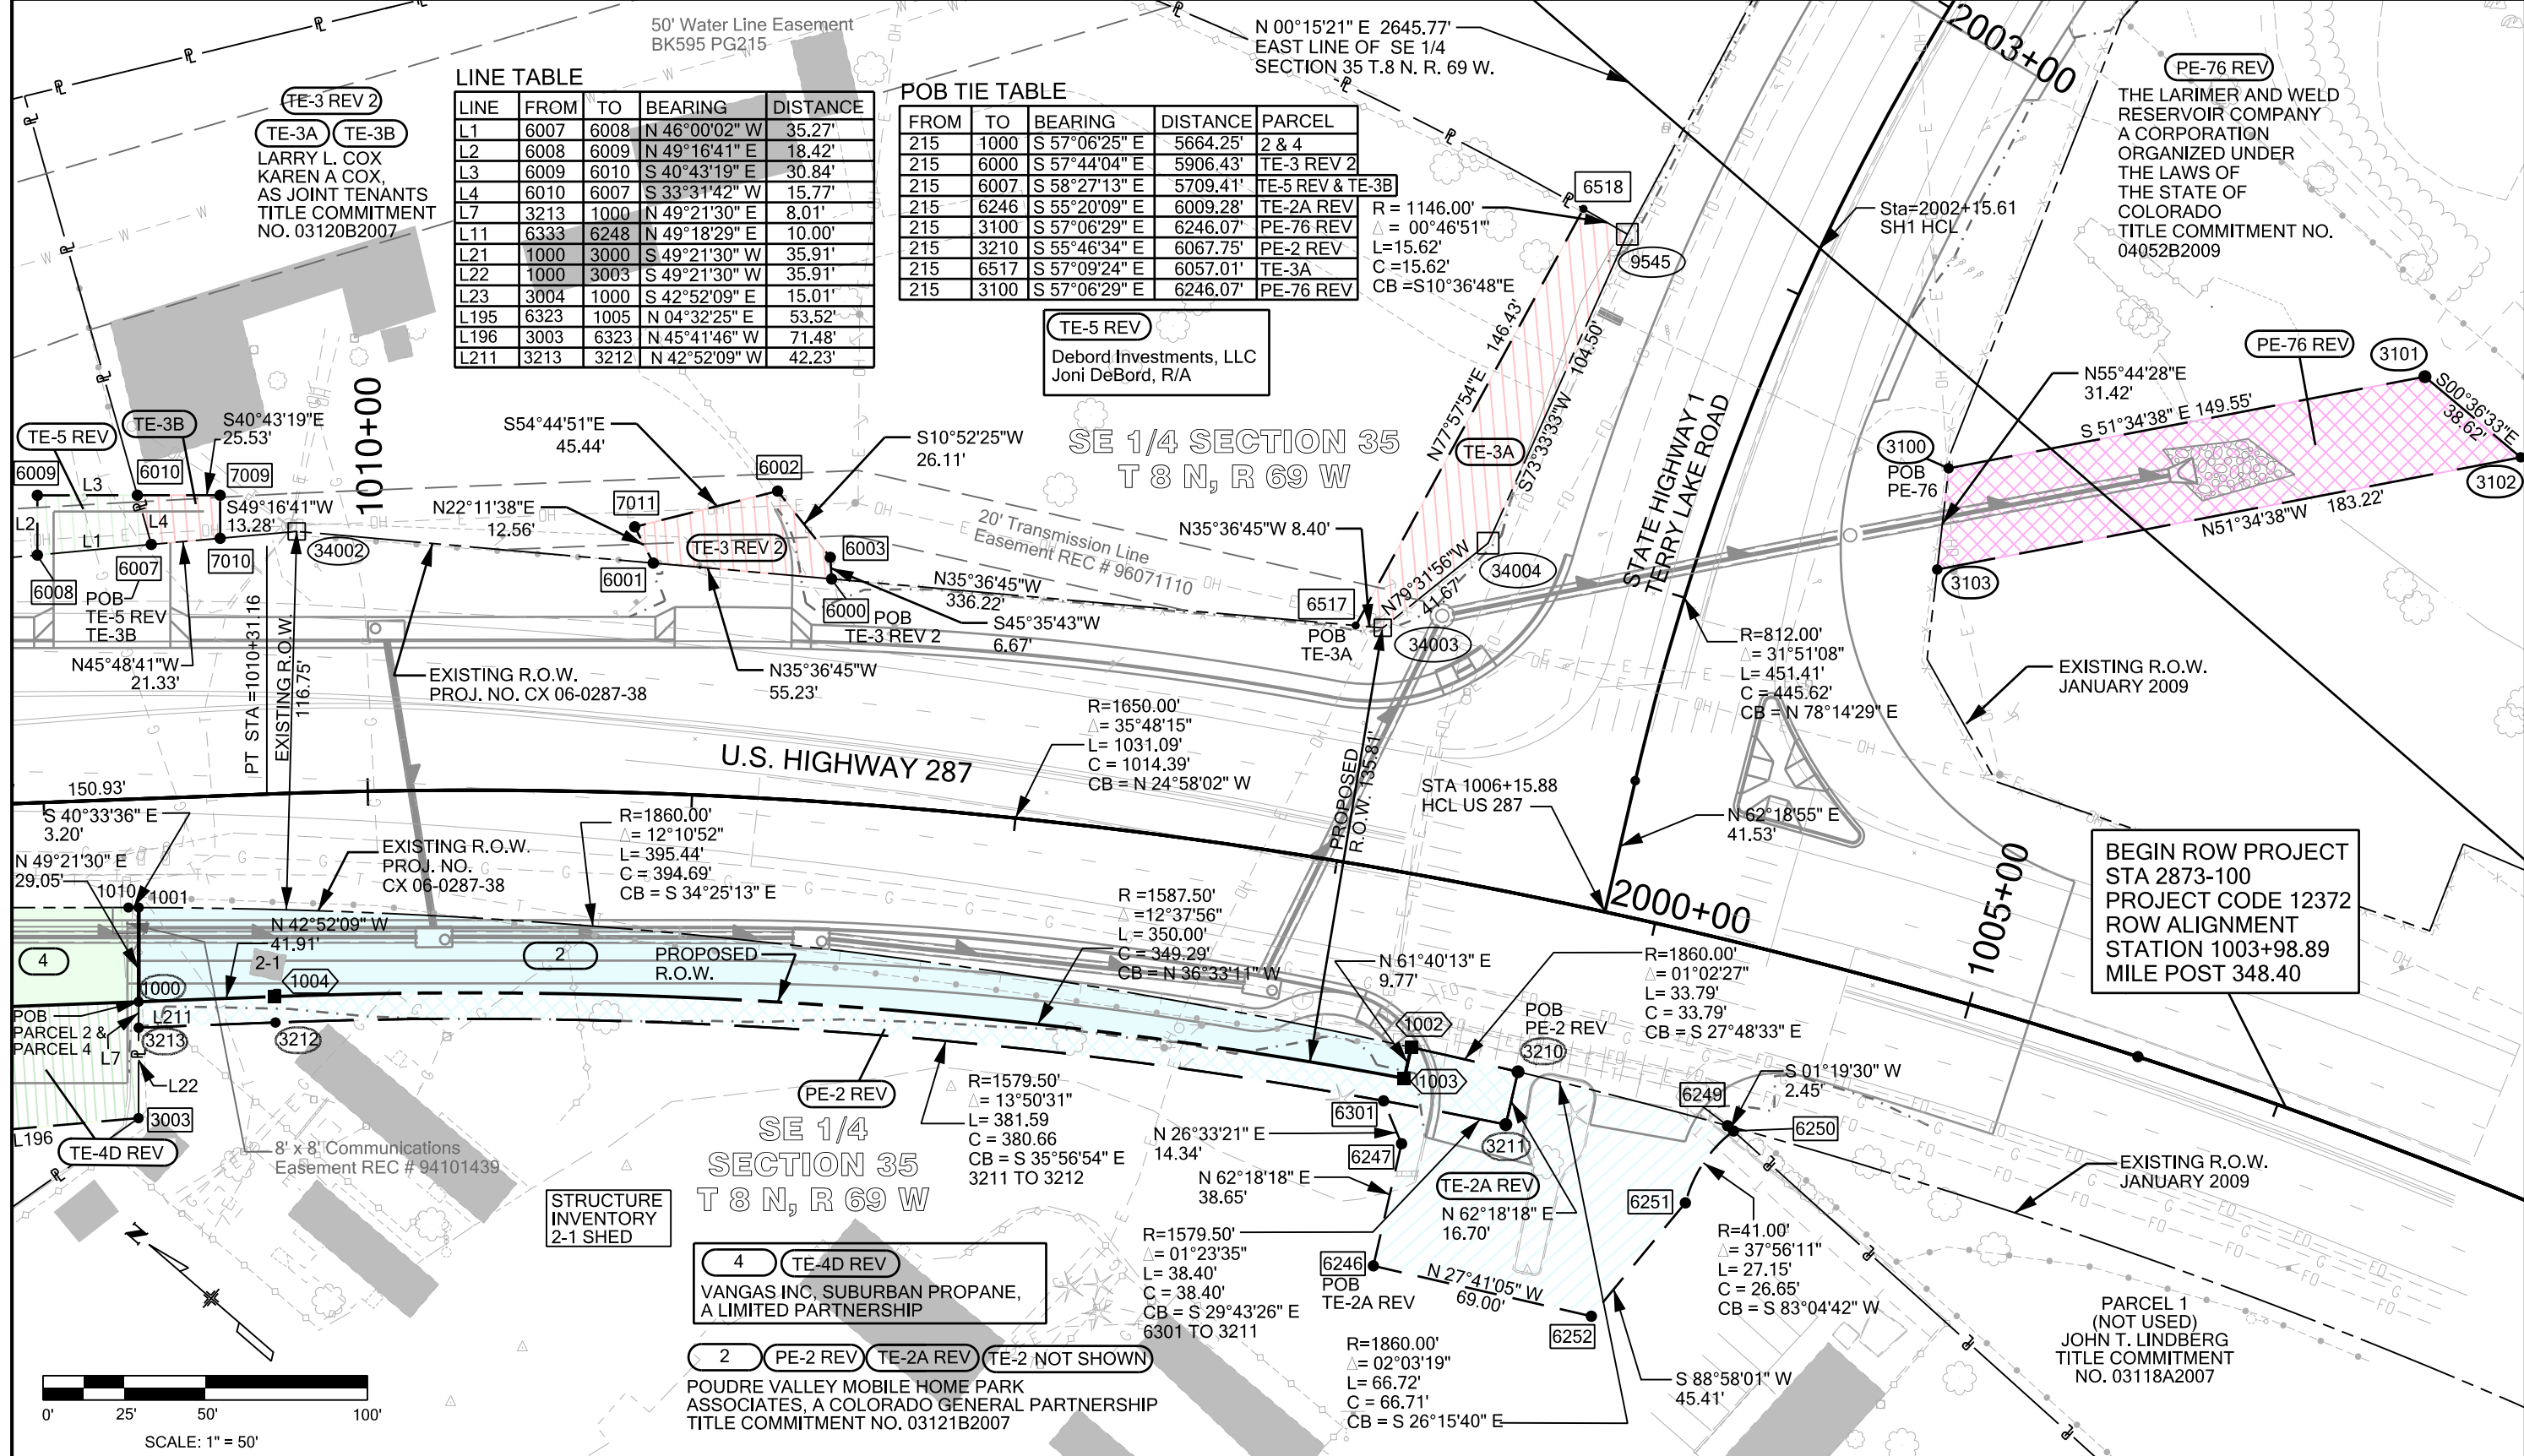 50' Water Line Easement
BK595 PG215
N 00°15'21" E 2645.77'
EAST LINE OF SE 1/4
SECTION 35 T.8 N. R. 69 W.
2003+00
PE-76 REV
THE LARIMER AND WELD
RESERVOIR COMPANY
A CORPORATION
ORGANIZED UNDER
THE LAWS OF
THE STATE OF
COLORADO
TITLE COMMITMENT NO.
04052B2009
TE-3 REV 2
TE-3A TE-3B
LARRY L. COX
KAREN A COX,
AS JOINT TENANTS
TITLE COMMITMENT
NO. 03120B2007
LINE TABLE
LINE FROM TO BEARING DISTANCE
L1 6007 6008 N 46°00'02" W 35.27'
L2 6008 6009 N 49°16'41" E 18.42'
L3 6009 6010 S 40°43'19" E 30.84'
L4 6010 6007 S 33°31'42" W 15.77'
L7 3213 1000 N 49°21'30" E 8.01'
L11 6333 6248 N 49°18'29" E 10.00'
L21 1000 3000 S 49°21'30" W 35.91'
L22 1000 3003 S 49°21'30" W 35.91'
L23 3004 1000 S 42°52'09" E 15.01'
L195 6323 1005 N 04°32'25" E 53.52'
L196 3003 6323 N 45°41'46" W 71.48'
L211 3213 3212 N 42°52'09" W 42.23'
POB TIE TABLE
FROM TO BEARING DISTANCE PARCEL
215 1000 S 57°06'25" E 5664.25' 2 & 4
215 6000 S 57°44'04" E 5906.43' TE-3 REV 2
215 6007 S 58°27'13" E 5709.41' TE-5 REV & TE-3B
215 6246 S 55°20'09" E 6009.28' TE-2A REV
215 3100 S 57°06'29" E 6246.07' PE-76 REV
215 3210 S 55°46'34" E 6067.75' PE-2 REV
215 6517 S 57°09'24" E 6057.01' TE-3A
215 3100 S 57°06'29" E 6246.07' PE-76 REV
R = 1146.00'
△ = 00°46'51"
L=15.62'
C =15.62'
CB =S10°36'48"E
6518
9545
Sta=2002+15.61
SH1 HCL
TE-5 REV
Debord Investments, LLC
Joni DeBord, R/A
N77°57'54"E 146.43'
S73°33'33"W 104.50'
TE-3A
SE 1/4 SECTION 35
T 8 N, R 69 W
STATE HIGHWAY 1
TERRY LAKE ROAD
N55°44'28"E
31.42'
PE-76 REV
3101
S00°36'33"E
38.62'
S 51°34'38" E 149.55'
3100
POB
PE-76
3102
N51°34'38"W 183.22'
3103
TE-5 REV
TE-3B
S40°43'19"E
25.53'
1010+00
6009
6010
7009
L3
L2
L4
L1
S49°16'41"W
13.28'
6008
6007
7010
34002
POB
TE-5 REV
TE-3B
N45°48'41"W
21.33'
S54°44'51"E
45.44'
S10°52'25"W
26.11'
6002
7011
N22°11'38"E
12.56'
TE-3 REV 2
6001
6003
6000
POB
TE-3 REV 2
N35°36'45"W
336.22'
S45°35'43"W
6.67'
N35°36'45"W
55.23'
20' Transmission Line
Easement REC # 96071110
N35°36'45"W 8.40'
6517
POB
TE-3A
N79°31'56"W
41.67'
34004
34003
PT STA =1010+31.16
EXISTING R.O.W.
116.75'
EXISTING R.O.W.
PROJ. NO. CX 06-0287-38
R=812.00'
△= 31°51'08"
L= 451.41'
C = 445.62'
CB = N 78°14'29" E
EXISTING R.O.W.
JANUARY 2009
R=1650.00'
△= 35°48'15"
L= 1031.09'
C = 1014.39'
CB = N 24°58'02" W
U.S. HIGHWAY 287
PROPOSED
R.O.W. 135.81'
STA 1006+15.88
HCL US 287
N 62°18'55" E
41.53'
150.93'
S 40°33'36" E
3.20'
N 49°21'30" E
29.05'
1010
1001
EXISTING R.O.W.
PROJ. NO.
CX 06-0287-38
R=1860.00'
△= 12°10'52"
L= 395.44'
C = 394.69'
CB = S 34°25'13" E
2000+00
1005+00
BEGIN ROW PROJECT
STA 2873-100
PROJECT CODE 12372
ROW ALIGNMENT
STATION 1003+98.89
MILE POST 348.40
N 42°52'09" W
41.91'
4
2-1
2
1004
PROPOSED
R.O.W.
R =1587.50'
△ =12°37'56"
L = 350.00'
C = 349.29'
CB = N 36°33'11" W
N 61°40'13" E
9.77'
R=1860.00'
△= 01°02'27"
L= 33.79'
C = 33.79'
CB = S 27°48'33" E
1000
POB
PARCEL 2 &
PARCEL 4
L211
3213
L7
3212
L22
3003
L196
TE-4D REV
8' x 8' Communications
Easement REC # 94101439
1002
1003
POB
PE-2 REV
3210
PE-2 REV
R=1579.50'
△= 13°50'31"
L= 381.59
C = 380.66
CB = S 35°56'54" E
3211 TO 3212
SE 1/4
SECTION 35
T 8 N, R 69 W
STRUCTURE
INVENTORY
2-1 SHED
6301
3211
6249
S 01°19'30" W
2.45'
6250
N 26°33'21" E
14.34'
6247
N 62°18'18" E
38.65'
TE-2A REV
N 62°18'18" E
16.70'
6251
EXISTING R.O.W.
JANUARY 2009
R=1579.50'
△= 01°23'35"
L= 38.40'
C = 38.40'
CB = S 29°43'26" E
6301 TO 3211
6246
POB
TE-2A REV
N 27°41'05" W
69.00'
6252
R=41.00'
△= 37°56'11"
L= 27.15'
C = 26.65'
CB = S 83°04'42" W
R=1860.00'
△= 02°03'19"
L= 66.72'
C = 66.71'
CB = S 26°15'40" E
S 88°58'01" W
45.41'
PARCEL 1
(NOT USED)
JOHN T. LINDBERG
TITLE COMMITMENT
NO. 03118A2007
4 TE-4D REV
VANGAS INC, SUBURBAN PROPANE,
A LIMITED PARTNERSHIP
2 PE-2 REV TE-2A REV TE-2 NOT SHOWN
POUDRE VALLEY MOBILE HOME PARK
ASSOCIATES, A COLORADO GENERAL PARTNERSHIP
TITLE COMMITMENT NO. 03121B2007
N
0' 25' 50' 100'
SCALE: 1" = 50'